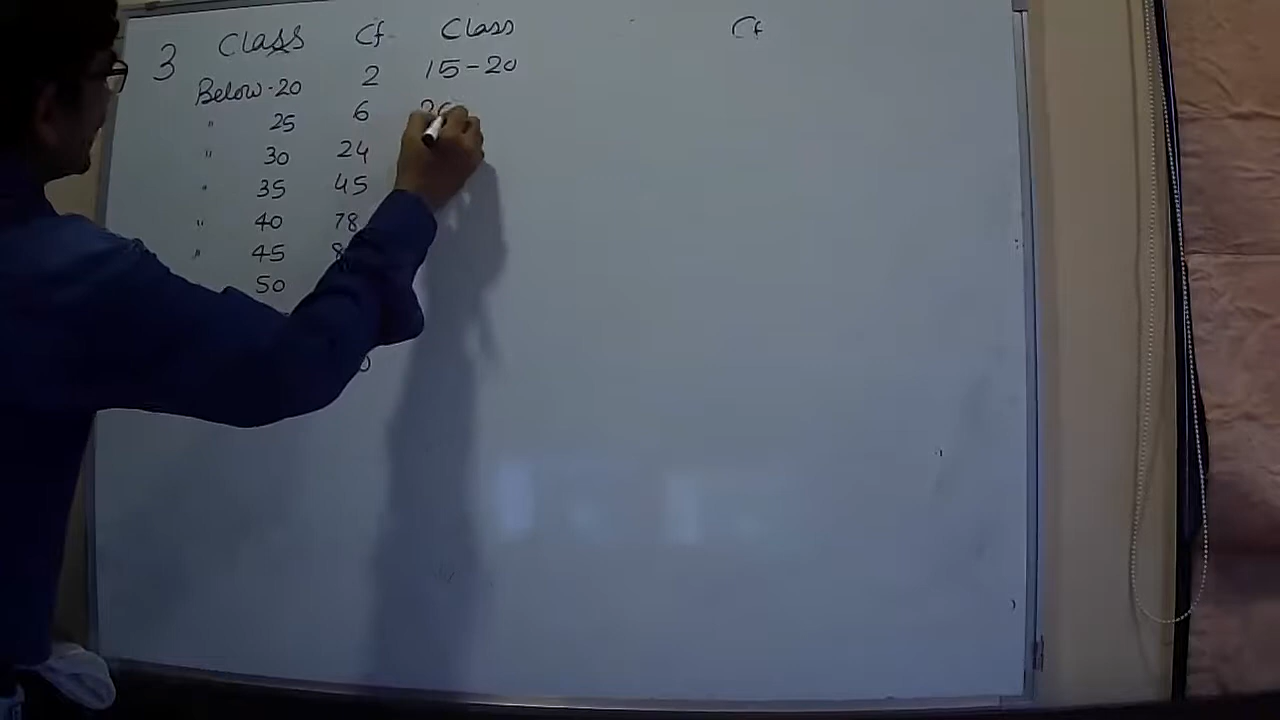 3 Class Cf Class Cf
Below-20 2 15-20
" 25 6
" 30 24
" 35 45
" 40 78
" 45
50